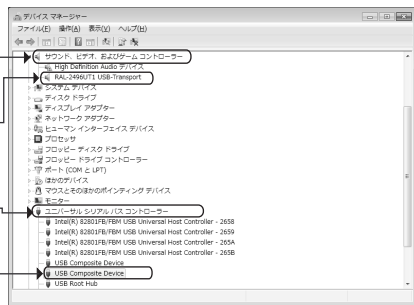 デバイス マネージャー
ファイル(F) 操作(A) 表示(V) ヘルプ(H)
サウンド、ビデオ、およびゲーム コントローラー
High Definition Audio デバイス
RAL-2496UT1 USB-Transport
システム デバイス
ディスク ドライブ
ディスプレイ アダプター
ネットワーク アダプター
ヒューマン インターフェイス デバイス
プロセッサ
フロッピー ディスク ドライブ
フロッピー ドライブ コントローラー
ポート (COM と LPT)
ほかのデバイス
マウスとそのほかのポインティング デバイス
モニター
ユニバーサル シリアル バス コントローラー
Intel(R) 82801FB/FBM USB Universal Host Controller - 2658
Intel(R) 82801FB/FBM USB Universal Host Controller - 2659
Intel(R) 82801FB/FBM USB Universal Host Controller - 265A
Intel(R) 82801FB/FBM USB Universal Host Controller - 265B
USB Composite Device
USB Composite Device
USB Root Hub